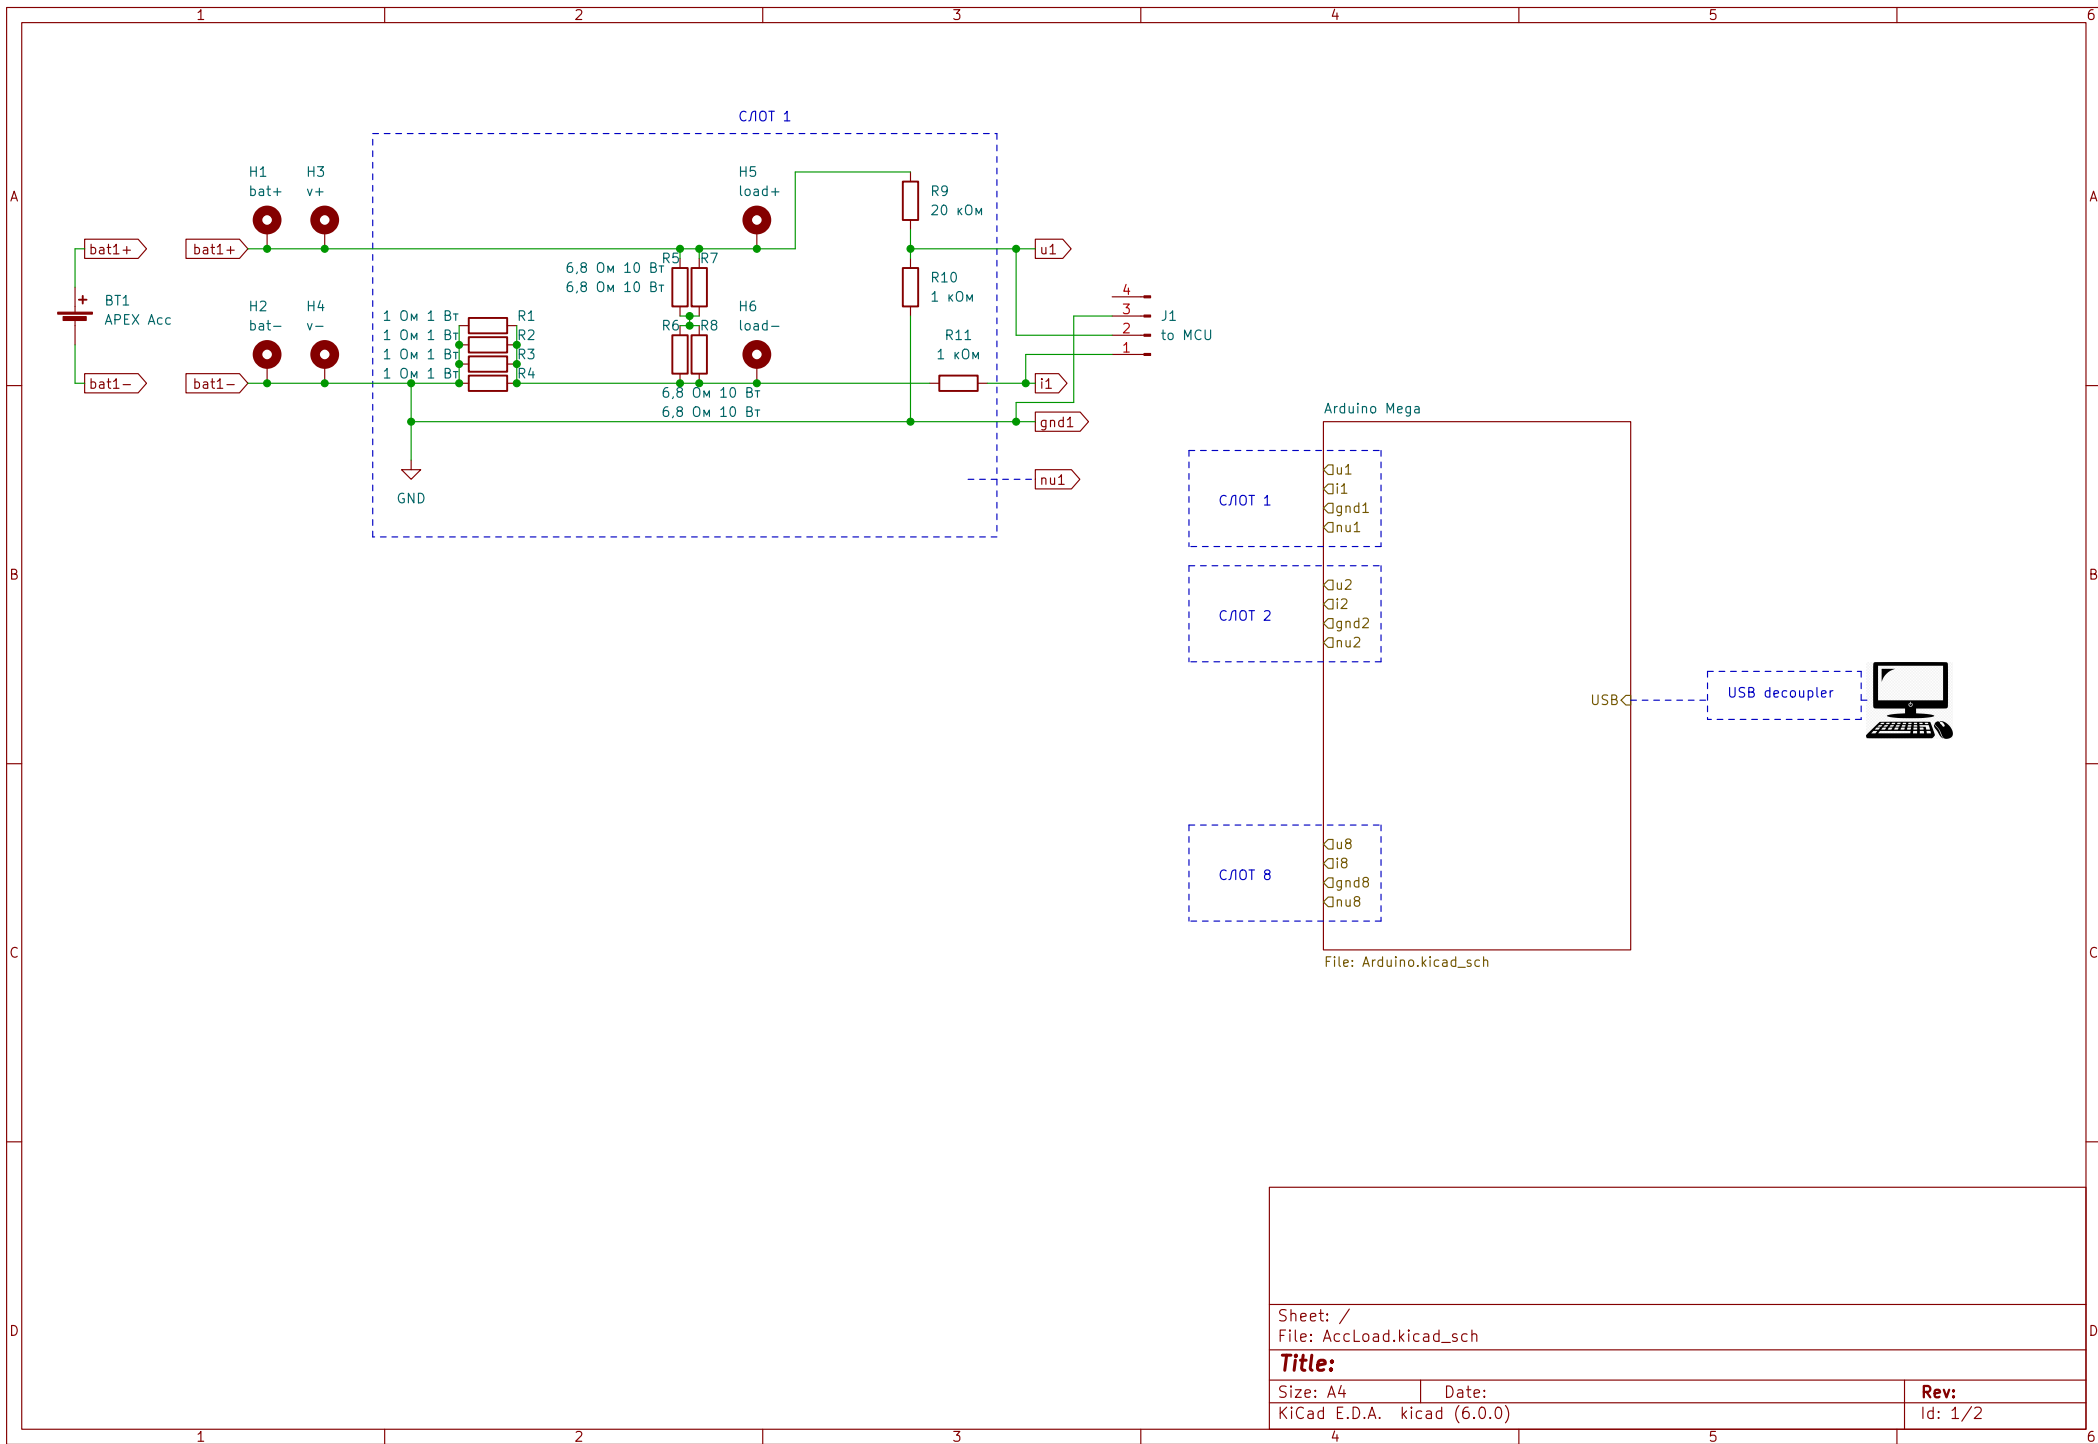 1 2 3 4 5 6
СЛОТ 1
H1
bat+
H3
v+
H5
load+
R9
20 кОм
A
A
bat1+
bat1+
u1
R5
R7
6,8 Ом 10 Вт
6,8 Ом 10 Вт
R10
1 кОм
+
BT1
APEX Acc
H2
bat-
H4
v-
H6
load-
1 Ом 1 Вт
1 Ом 1 Вт
1 Ом 1 Вт
1 Ом 1 Вт
R1
R2
R3
R4
R6
R8
R11
1 кОм
4
3
2
1
J1
to MCU
bat1-
bat1-
i1
6,8 Ом 10 Вт
6,8 Ом 10 Вт
gnd1
nu1
GND
Arduino Mega
СЛОТ 1
u1
i1
gnd1
nu1
B
B
СЛОТ 2
u2
i2
gnd2
nu2
USB
USB decoupler
СЛОТ 8
u8
i8
gnd8
nu8
C
C
File: Arduino.kicad_sch
Sheet: /
File: AccLoad.kicad_sch
D
D
Title:
Size: A4
Date:
Rev:
KiCad E.D.A. kicad (6.0.0)
Id: 1/2
1 2 3 4 5 6